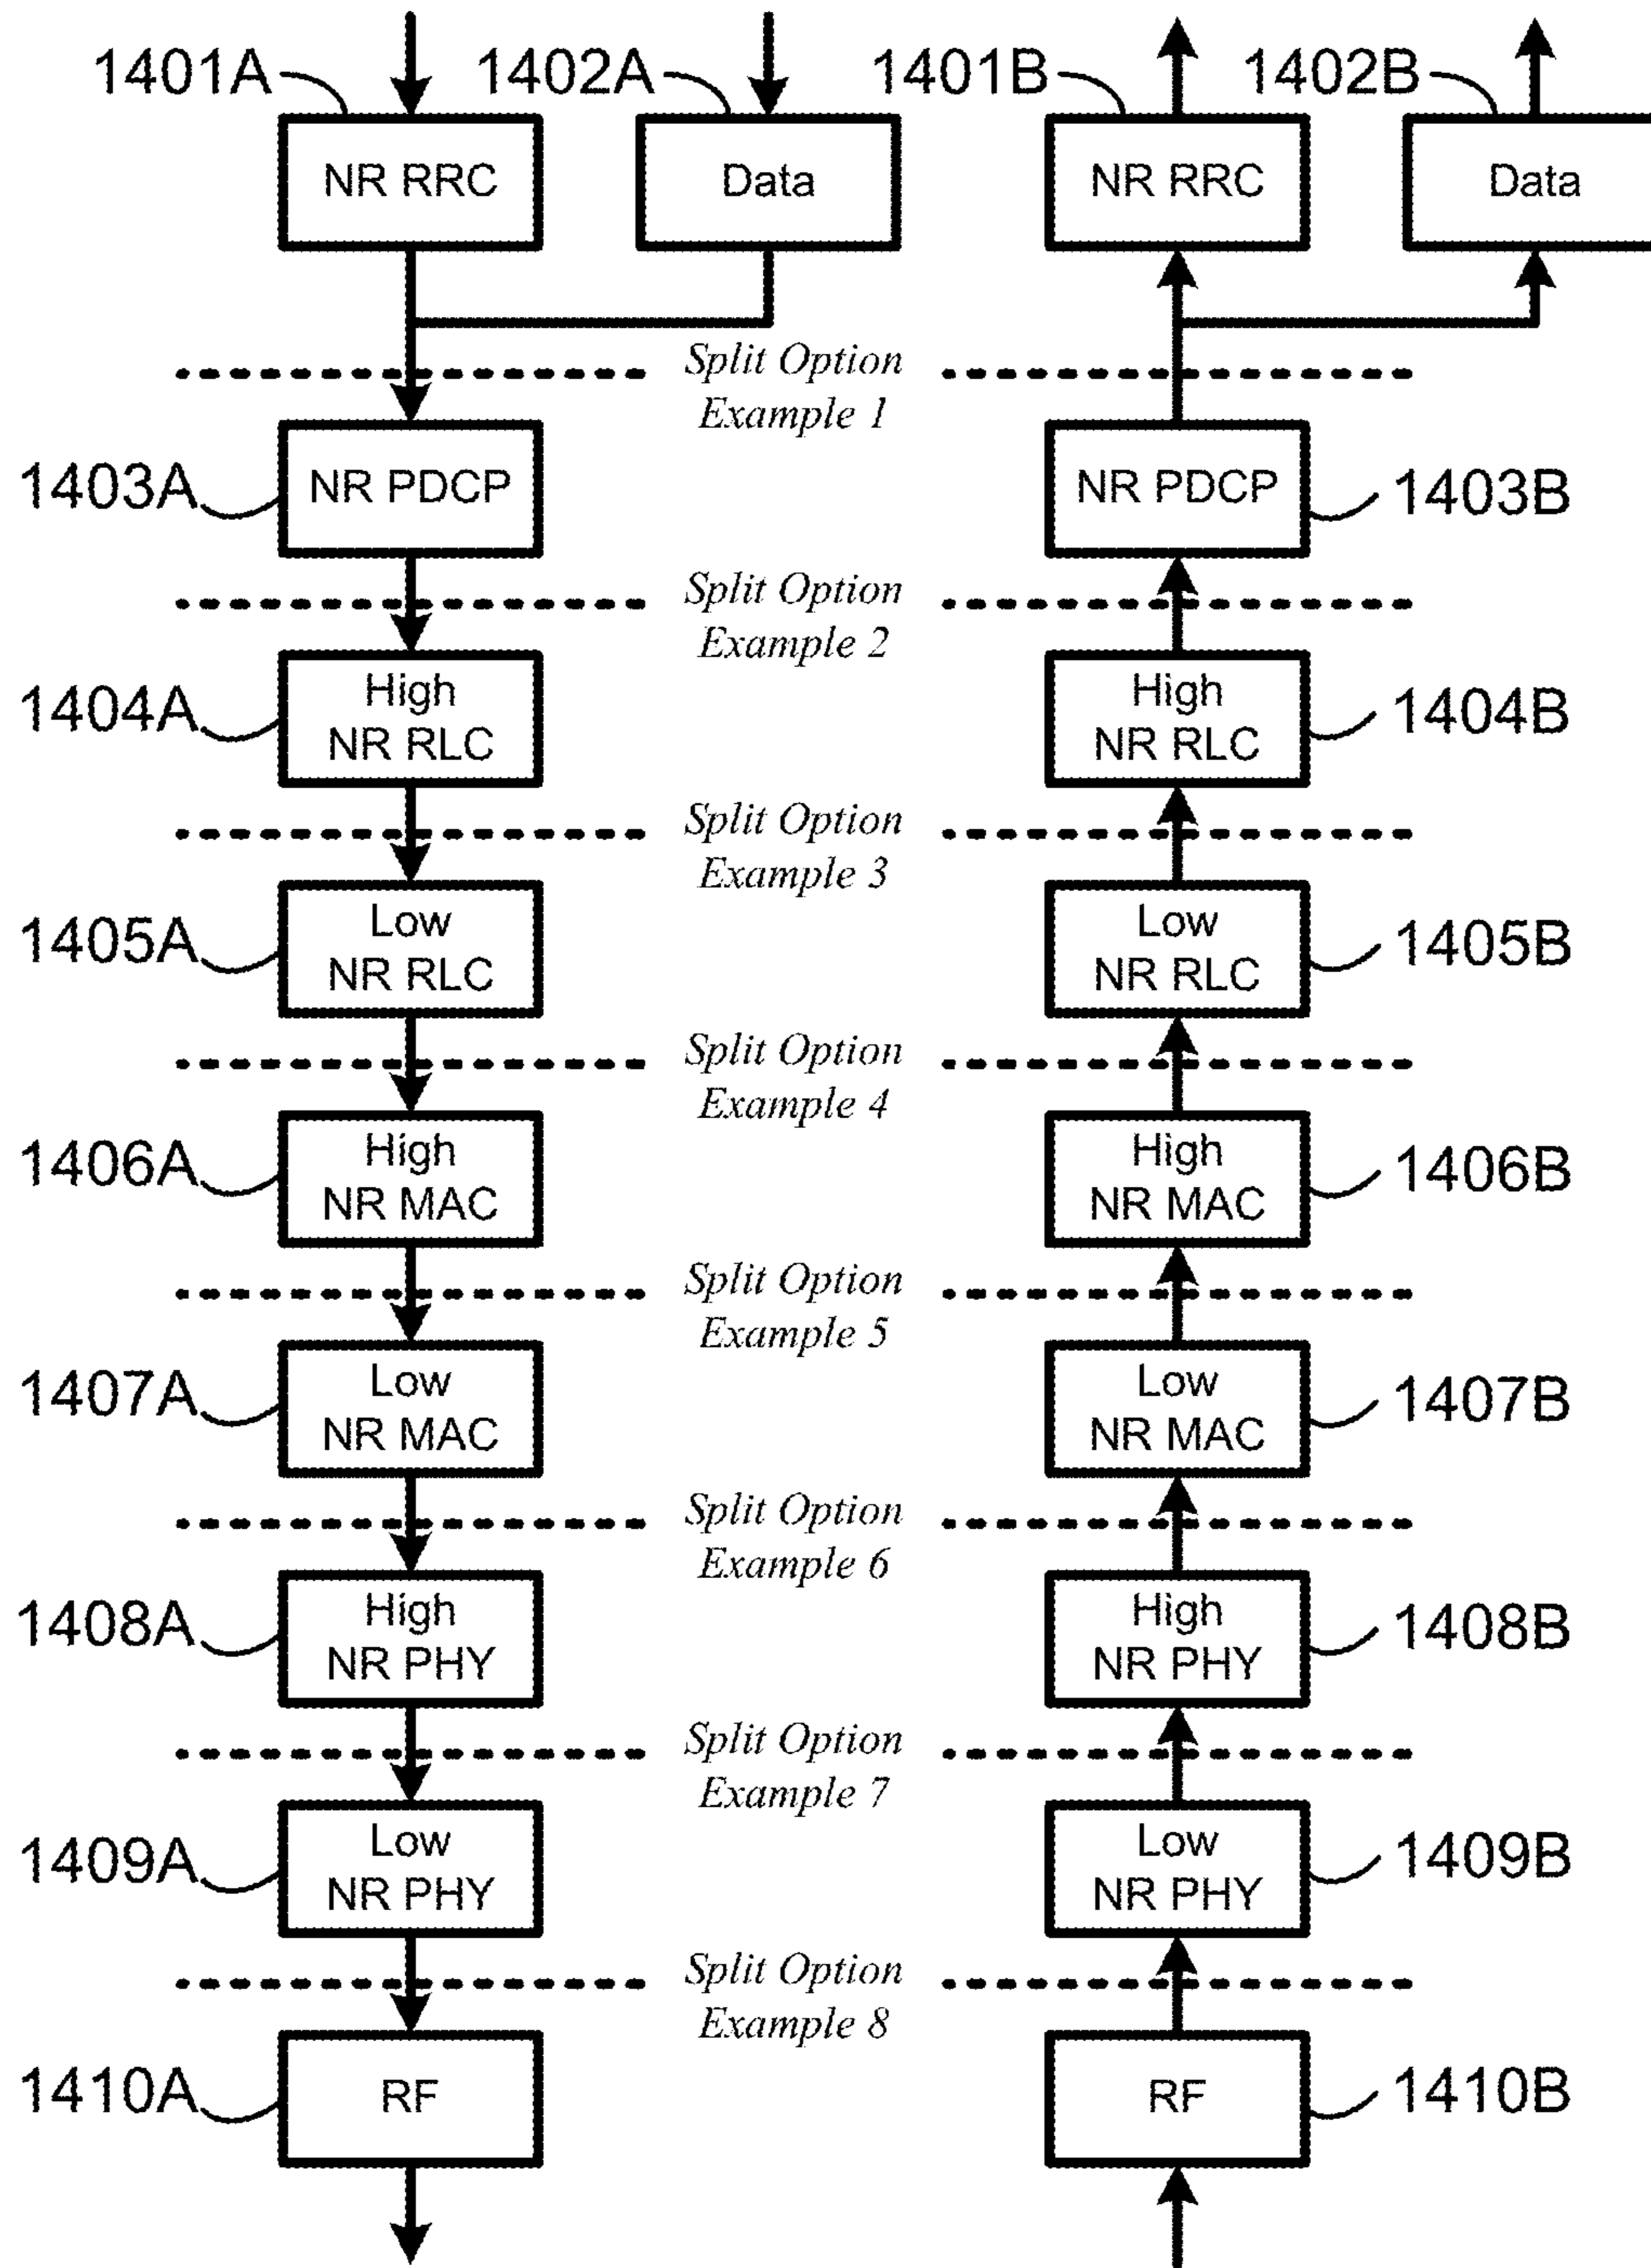 1401A
1402A
1401B
1402B
NR RRC
Data
NR RRC
Data
Split Option
Example 1
1403A
NR PDCP
NR PDCP
1403B
Split Option
Example 2
1404A
High
NR RLC
High
NR RLC
1404B
Split Option
Example 3
1405A
Low
NR RLC
Low
NR RLC
1405B
Split Option
Example 4
1406A
High
NR MAC
High
NR MAC
1406B
Split Option
Example 5
1407A
Low
NR MAC
Low
NR MAC
1407B
Split Option
Example 6
1408A
High
NR PHY
High
NR PHY
1408B
Split Option
Example 7
1409A
Low
NR PHY
Low
NR PHY
1409B
Split Option
Example 8
1410A
RF
RF
1410B